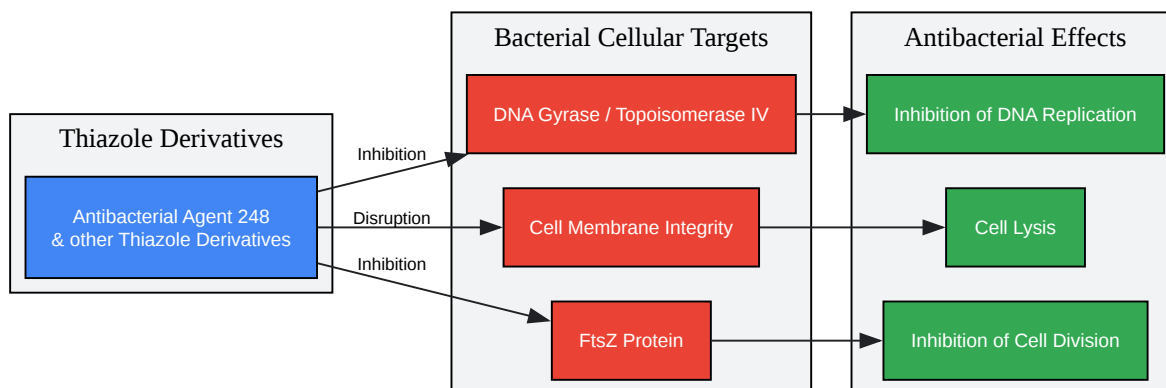 Thiazole Derivatives
Antibacterial Agent 248
& other Thiazole Derivatives
Inhibition
Disruption
Inhibition
Bacterial Cellular Targets
DNA Gyrase / Topoisomerase IV
Cell Membrane Integrity
FtsZ Protein
Antibacterial Effects
Inhibition of DNA Replication
Cell Lysis
Inhibition of Cell Division